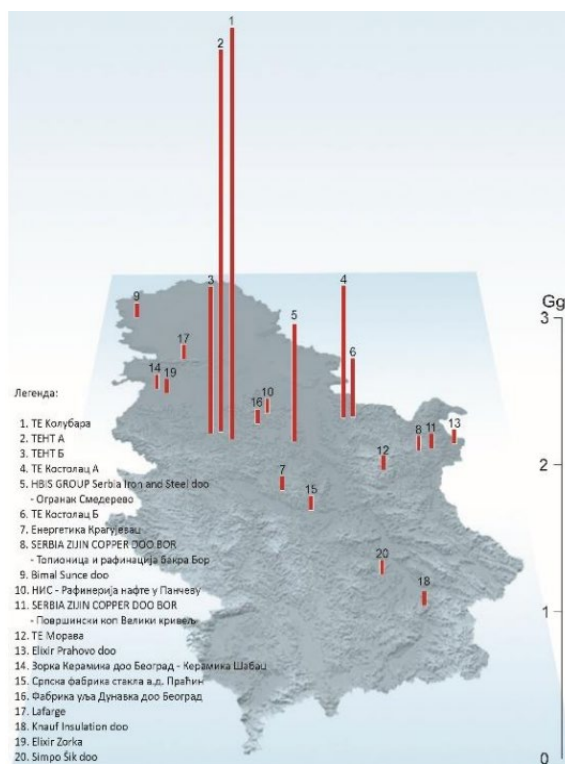 1
2
3
4
9
5
Gg
3
17
6
14
19
10
16
8
11
13
12
2
7
15
20
18
1
0
Легенда:
1. ТЕ Колубара
2. ТЕНТ А
3. ТЕНТ Б
4. ТЕ Костолац А
5. HBIS GROUP Serbia Iron and Steel doo
- Огранак Смедерево
6. ТЕ Костолац Б
7. Енергетика Крагујевац
8. SERBIA ZIJIN COPPER DOO BOR
- Топионица и рафинација бакра Бор
9. Bimal Sunce doo
10. НИС - Рафинерија нафте у Панчеву
11. SERBIA ZIJIN COPPER DOO BOR
- Површински коп Велики кривељ
12. ТЕ Морава
13. Elixir Prahovo doo
14. Зорка Керамика доо Београд - Керамика Шабац
15. Српска фабрика стакла а.д. Праћин
16. Фабрика уља Дунавка доо Београд
17. Lafarge
18. Knauf Insulation doo
19. Elixir Zorka
20. Simpo Šik doo